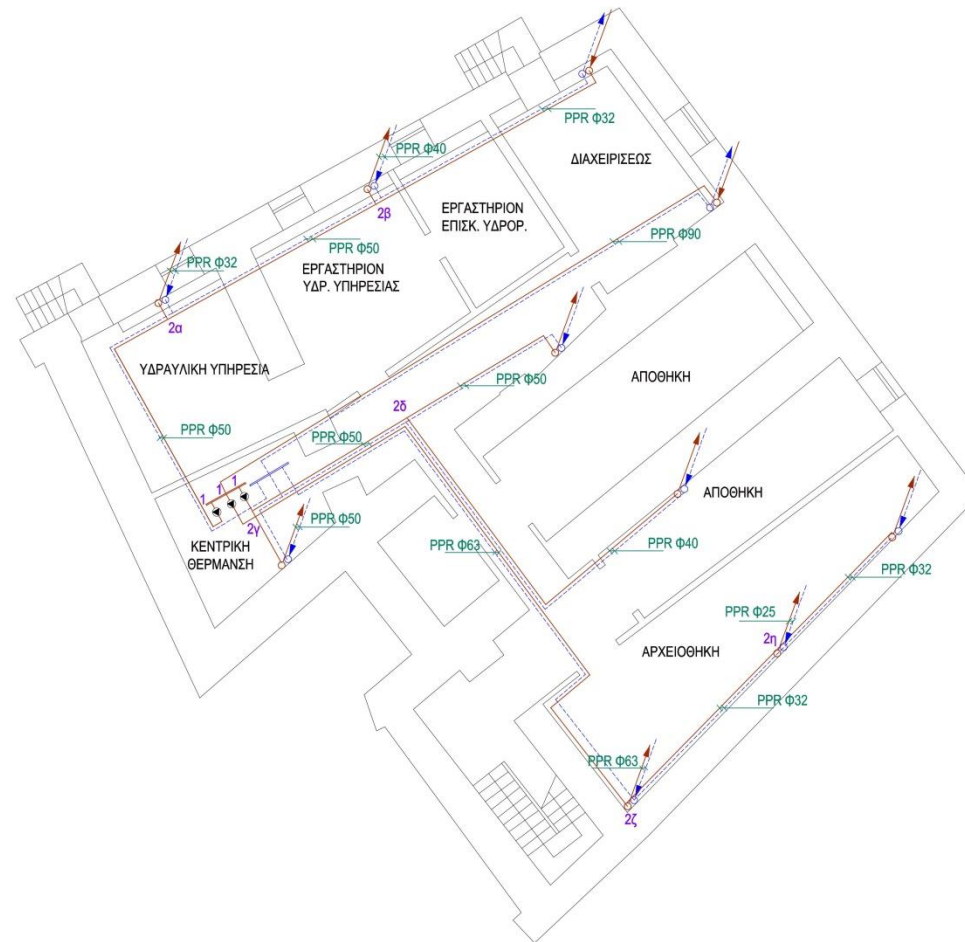 PPR Φ32
ΔΙΑΧΕΙΡΙΣΕΩΣ
PPR Φ40
2β
ΕΡΓΑΣΤΗΡΙΟΝ
ΕΠΙΣΚ. ΥΔΡΟΡ.
PPR Φ50
PPR Φ90
PPR Φ32
ΕΡΓΑΣΤΗΡΙΟΝ
ΥΔΡ. ΥΠΗΡΕΣΙΑΣ
2α
ΥΔΡΑΥΛΙΚΗ ΥΠΗΡΕΣΙΑ
PPR Φ50
ΑΠΟΘΗΚΗ
2δ
PPR Φ50
PPR Φ50
1 1 1
2γ
PPR Φ50
ΑΠΟΘΗΚΗ
ΚΕΝΤΡΙΚΗ
ΘΕΡΜΑΝΣΗ
PPR Φ63
PPR Φ40
PPR Φ32
PPR Φ25
2η
ΑΡΧΕΙΟΘΗΚΗ
PPR Φ32
PPR Φ63
2ζ